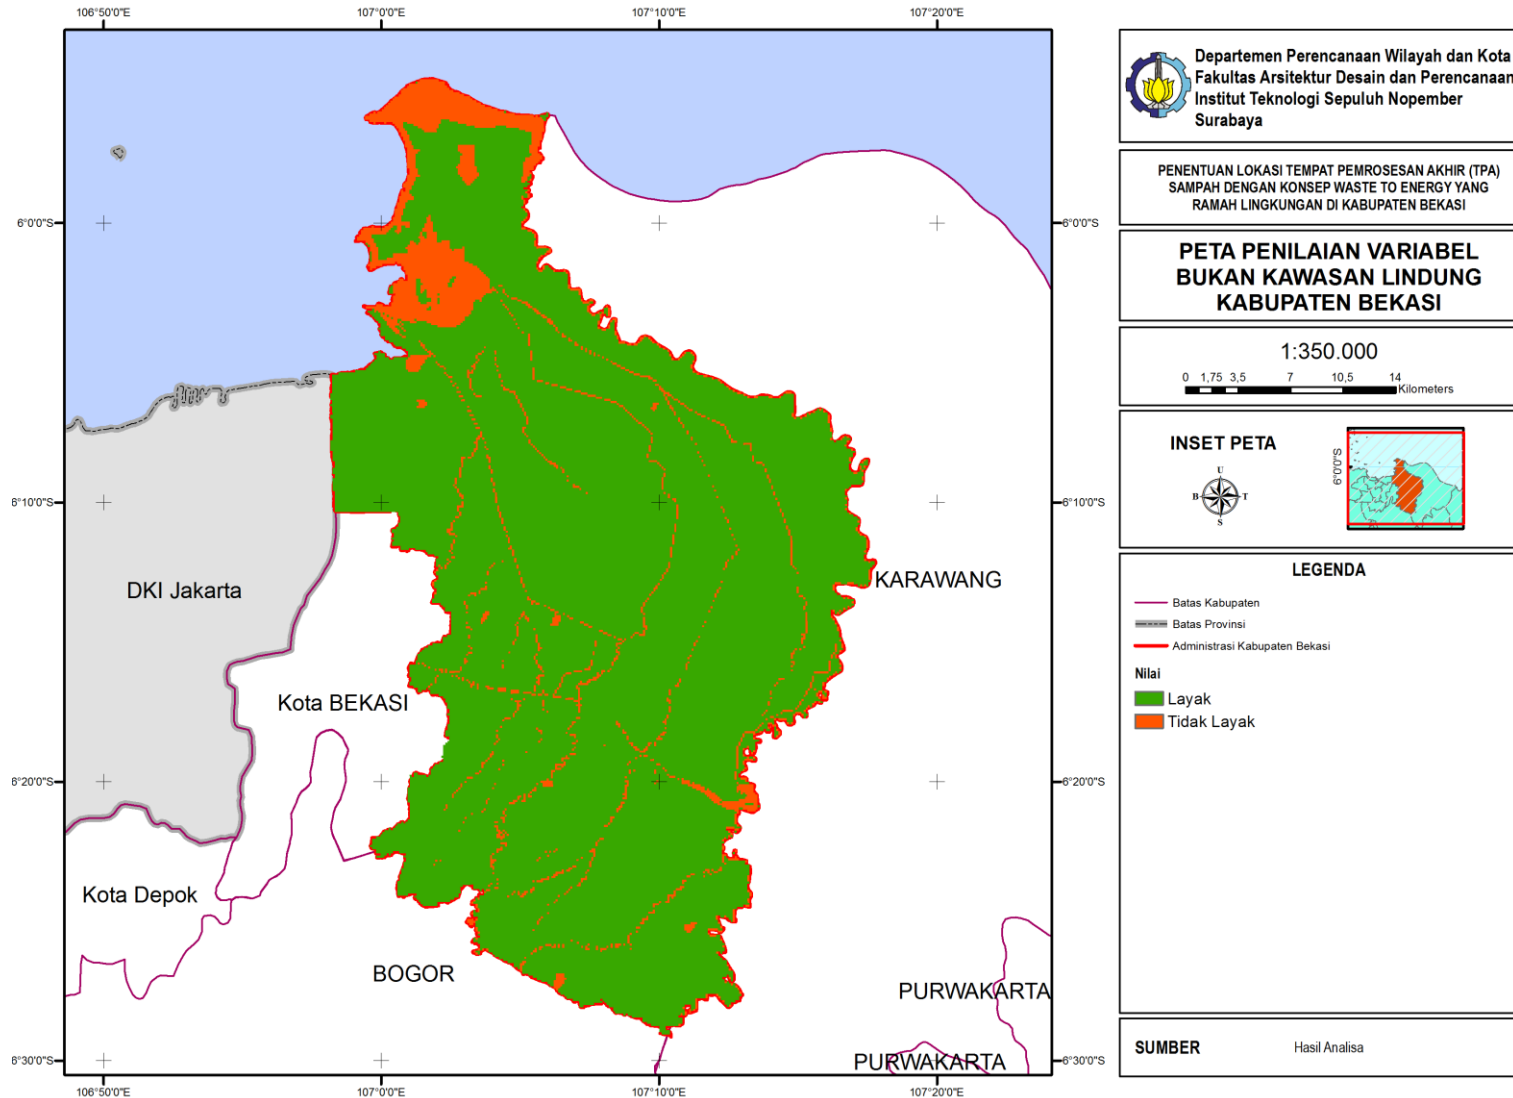 106°50'0"E
107°0'0"E
107°10'0"E
107°20'0"E
6°0'0"S
6°0'0"S
6°10'0"S
6°10'0"S
6°20'0"S
6°20'0"S
6°30'0"S
6°30'0"S
DKI Jakarta
KARAWANG
Kota BEKASI
Kota Depok
BOGOR
PURWAKARTA
PURWAKARTA
106°50'0"E
107°0'0"E
107°10'0"E
107°20'0"E
Departemen Perencanaan Wilayah dan Kota
Fakultas Arsitektur Desain dan Perencanaan
Institut Teknologi Sepuluh Nopember
Surabaya
PENENTUAN LOKASI TEMPAT PEMROSESAN AKHIR (TPA)
SAMPAH DENGAN KONSEP WASTE TO ENERGY YANG
RAMAH LINGKUNGAN DI KABUPATEN BEKASI
PETA PENILAIAN VARIABEL
BUKAN KAWASAN LINDUNG
KABUPATEN BEKASI
1:350.000
0 1,75 3,5 7 10,5 14
Kilometers
INSET PETA
U
B T
S
6°0'0"S
LEGENDA
Batas Kabupaten
Batas Provinsi
Administrasi Kabupaten Bekasi
Nilai
Layak
Tidak Layak
SUMBER Hasil Analisa